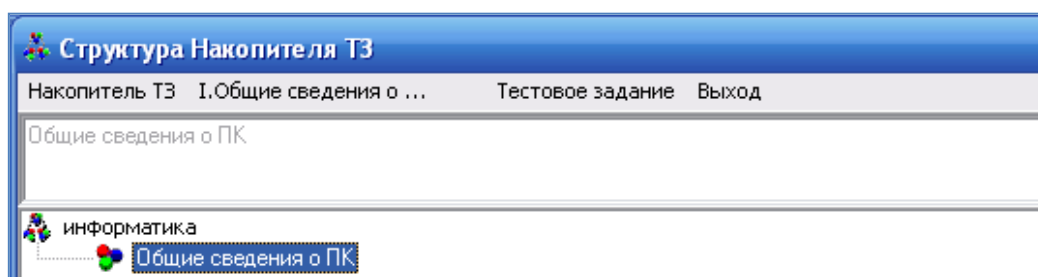 Структура Накопителя ТЗ
Накопитель ТЗ I.Общие сведения о ... Тестовое задание Выход
Общие сведения о ПК
информатика
Общие сведения о ПК